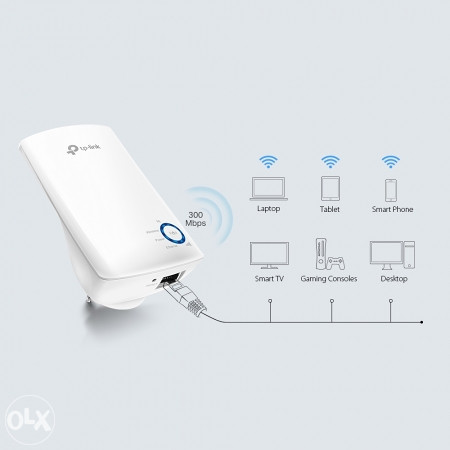 tp-link
300
Mbps
Laptop
Tablet
Smart Phone
Smart TV
Gaming Consoles
Desktop
OLX